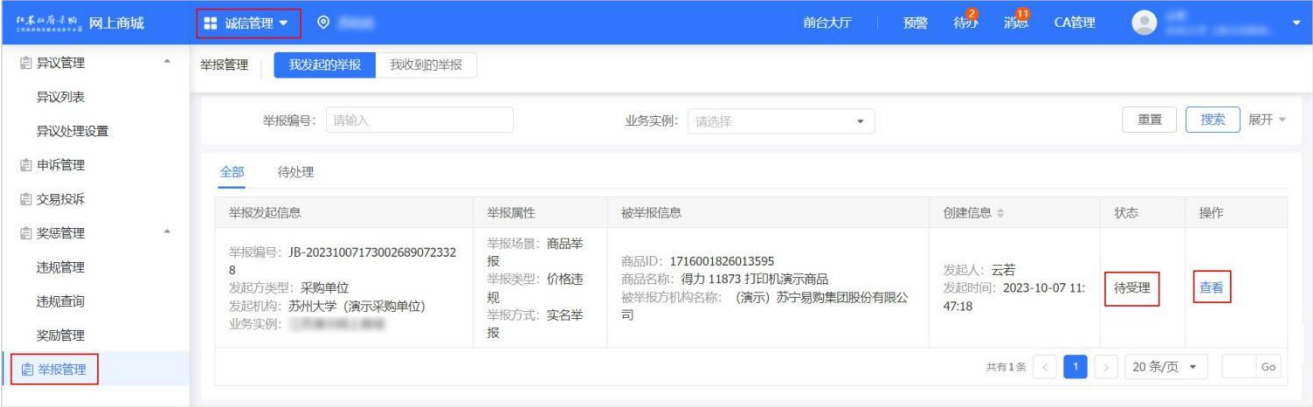 网上商城 诚信管理 前台大厅 预警 待办 2 消息 11 CA管理
异议管理
异议列表
异议处理设置
申诉管理
交易投诉
奖惩管理
违规管理
违规查询
奖励管理
举报管理
举报管理 我发起的举报 我收到的举报
举报编号： 请输入 业务实例： 请选择 重置 搜索 展开
全部 待处理
举报发起信息 举报属性 被举报信息 创建信息 状态 操作
举报编号：JB-20231007173002689072332
8
发起方类型：采购单位
发起机构：苏州大学（演示采购单位）
业务实例：
举报场景：商品举
报
举报类型：价格违
规
举报方式：实名举
报
商品ID：1716001826013595
商品名称：得力 11873 打印机演示商品
被举报方机构名称：（演示）苏宁易购集团股份有限公
司
发起人：云若
发起时间：2023-10-07 11:
47:18
待受理
查看
共有1条 < 1 > 20 条/页 Go